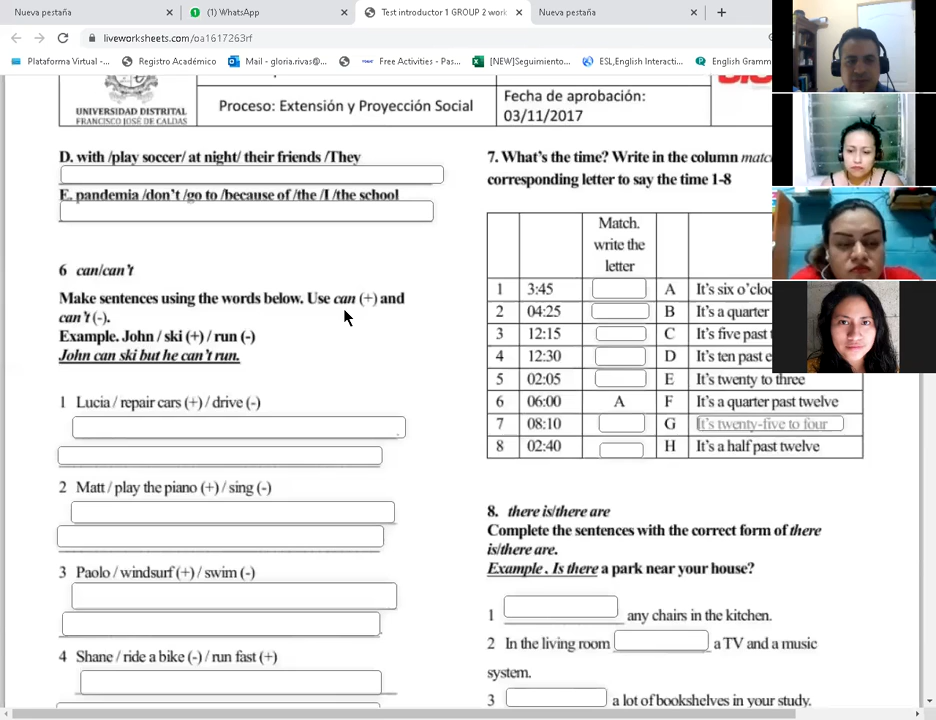 Nueva pestaña
(1) WhatsApp
Test introductor 1 GROUP 2 work
Nueva pestaña
liveworksheets.com/oa1617263rf
Plataforma Virtual -...
Registro Académico
Mail - gloria.rivas@...
Free Activities - Pas...
[NEW]Seguimiento...
ESL,English Interacti...
English Gramm
UNIVERSIDAD DISTRITAL
FRANCISCO JOSÉ DE CALDAS
Proceso: Extensión y Proyección Social
Fecha de aprobación:
03/11/2017
D. with /play soccer/ at night/ their friends /They
E. pandemia /don't /go to /because of /the /I /the school
6 can/can't
Make sentences using the words below. Use can (+) and
can't (-).
Example. John / ski (+) / run (-)
John can ski but he can't run.
1 Lucia / repair cars (+) / drive (-)
2 Matt / play the piano (+) / sing (-)
3 Paolo / windsurf (+) / swim (-)
4 Shane / ride a bike (-) / run fast (+)
7. What's the time? Write in the column
corresponding letter to say the time 1-8
Match.
write the
letter
1 3:45 A It's six
2 04:25 B It's a quarter
3 12:15 C It's five past
4 12:30 D It's ten past
5 02:05 E It's twenty to three
6 06:00 A F It's a quarter past twelve
7 08:10 G It's twenty-five to four
8 02:40 H It's a half past twelve
8. there is/there are
Complete the sentences with the correct form of there
is/there are.
Example . Is there a park near your house?
1 any chairs in the kitchen.
2 In the living room a TV and a music
system.
3 a lot of bookshelves in your study.